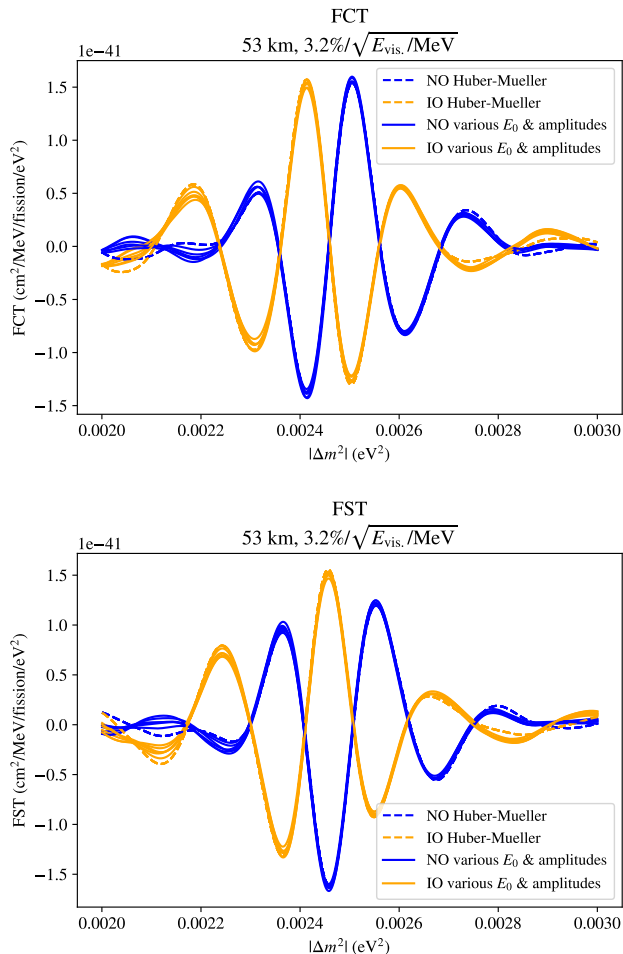 FCT
53 km, 3.2%/√E_vis./MeV
1e−41
NO Huber-Mueller
IO Huber-Mueller
NO various E₀ & amplitudes
IO various E₀ & amplitudes
1.5
1.0
0.5
0.0
−0.5
−1.0
−1.5
FCT (cm²/MeV/fission/eV²)
0.0020 0.0022 0.0024 0.0026 0.0028 0.0030
|Δm²| (eV²)
FST
53 km, 3.2%/√E_vis./MeV
1e−41
1.5
1.0
0.5
0.0
−0.5
−1.0
−1.5
FST (cm²/MeV/fission/eV²)
NO Huber-Mueller
IO Huber-Mueller
NO various E₀ & amplitudes
IO various E₀ & amplitudes
0.0020 0.0022 0.0024 0.0026 0.0028 0.0030
|Δm²| (eV²)